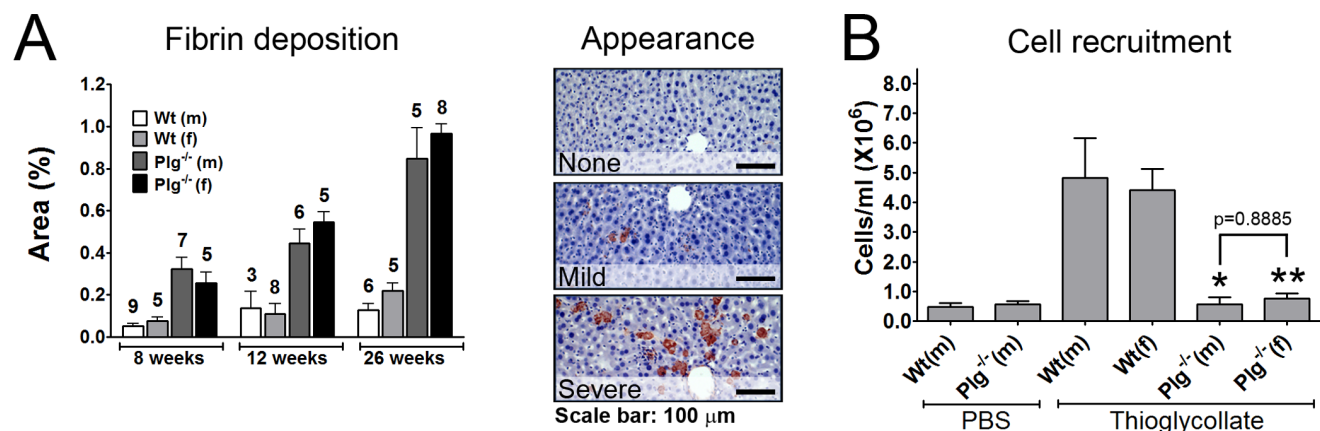 A
Fibrin deposition
Area (%)
1.2
1.0
0.8
0.6
0.4
0.2
0.0
Wt (m)
Wt (f)
Plg-/- (m)
Plg-/- (f)
9 5 7 5
3 8 6 5
6 5 5 8
8 weeks 12 weeks 26 weeks
Appearance
None
Mild
Severe
Scale bar: 100 µm
B
Cell recruitment
Cells/ml (X10⁶)
8.0
7.0
6.0
5.0
4.0
3.0
2.0
1.0
0.0
p=0.8885
* **
Wt(m) Plg-/-(m) Wt(m) Wt(f) Plg-/-(m) Plg-/-(f)
PBS Thioglycollate